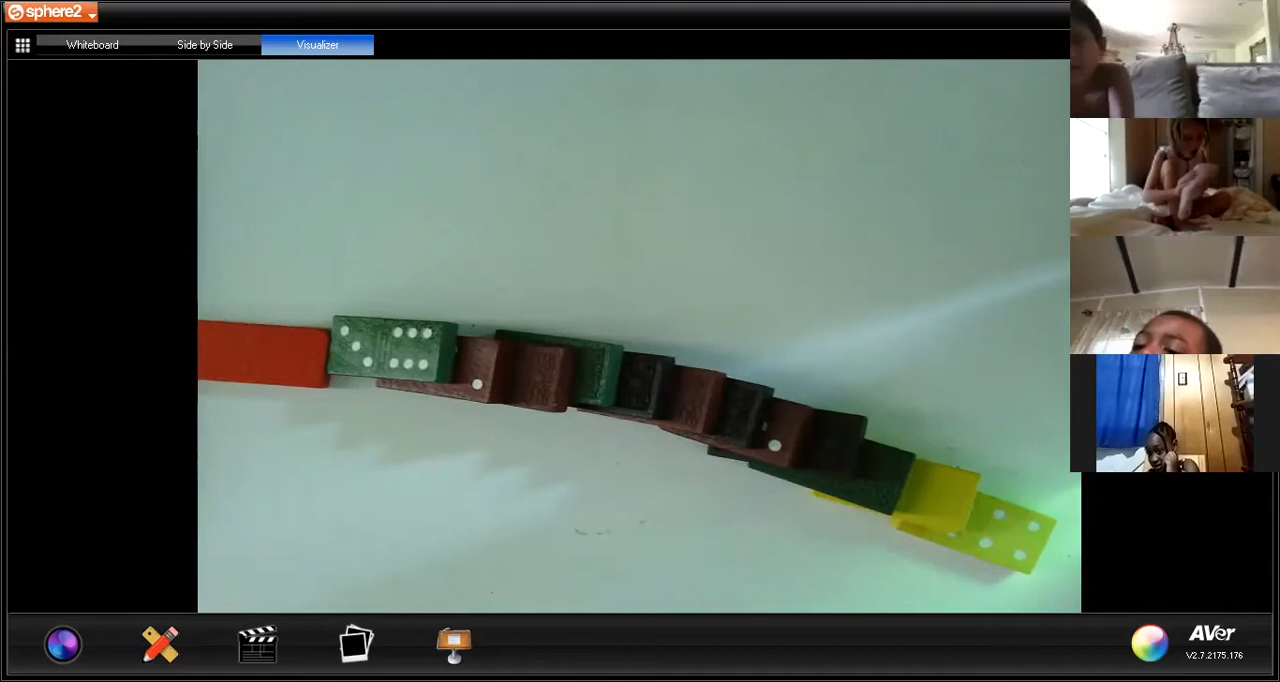 sphere2
Whiteboard
Side by Side
Visualizer
AVer
V2.7.2175.176